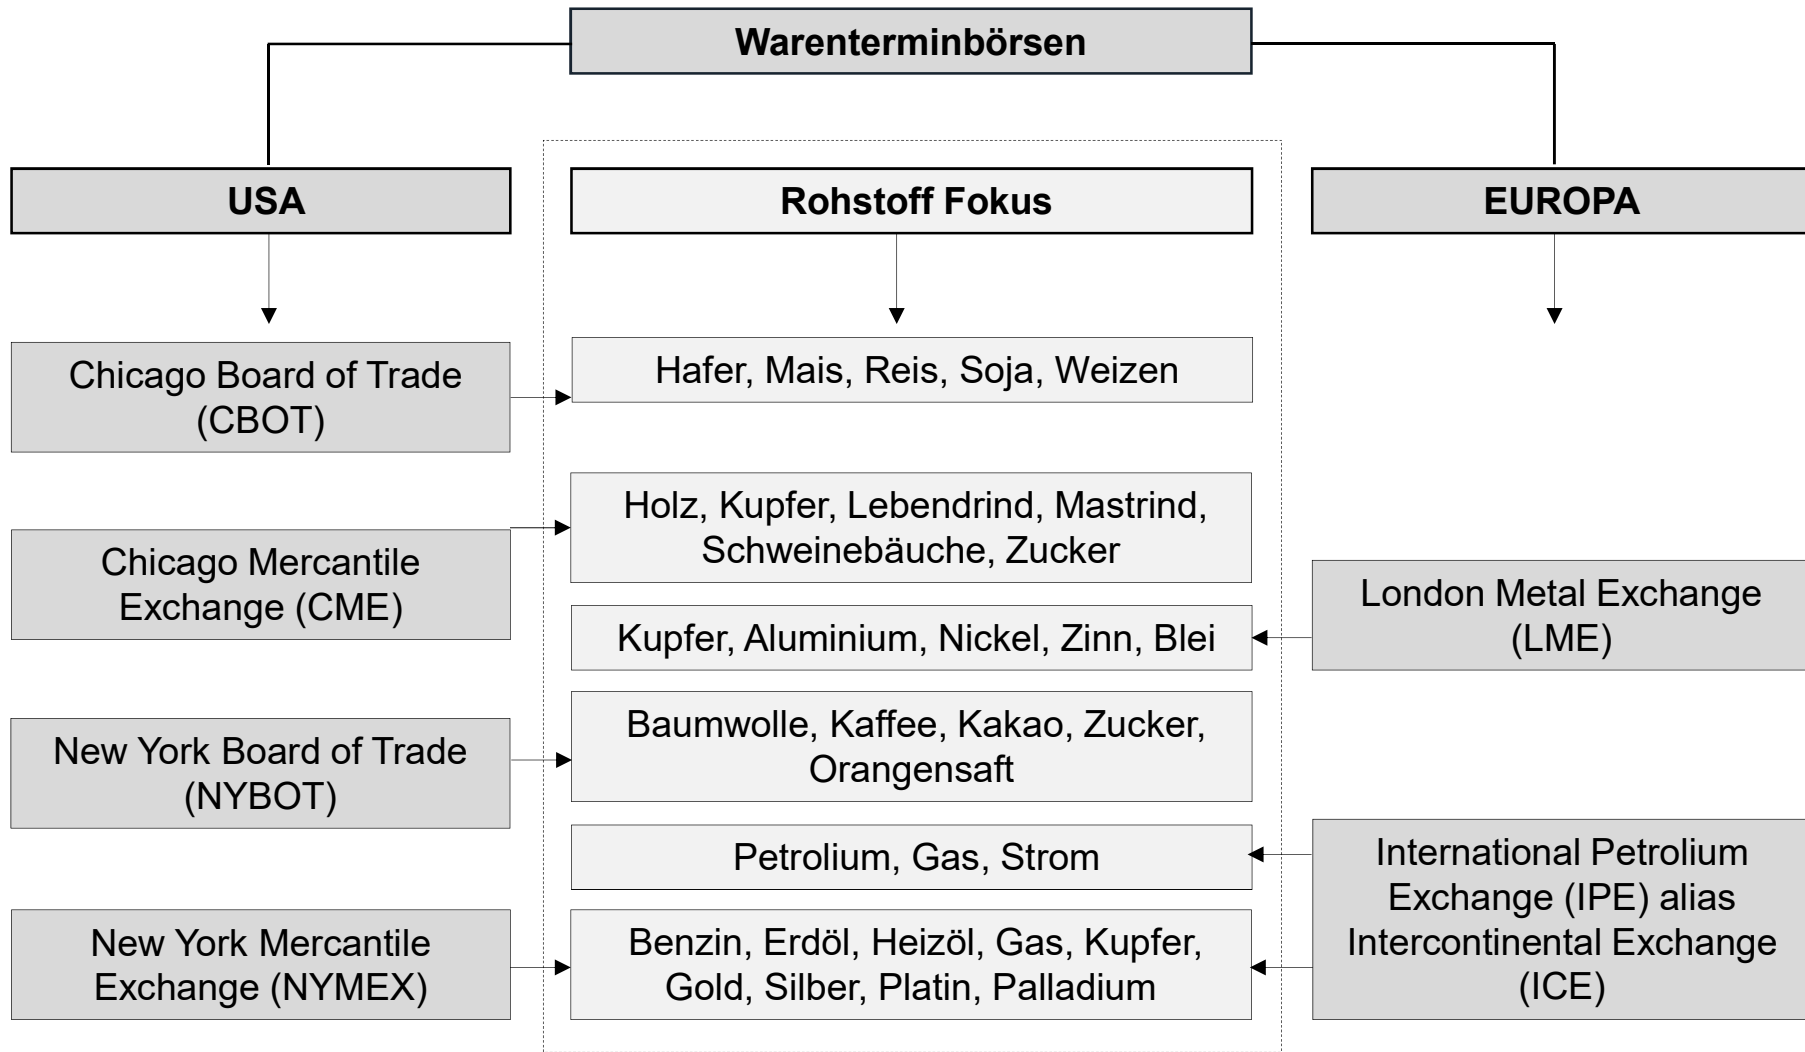 Warenterminbörsen
USA
Rohstoff Fokus
EUROPA
Chicago Board of Trade
(CBOT)
Hafer, Mais, Reis, Soja, Weizen
Chicago Mercantile
Exchange (CME)
Holz, Kupfer, Lebendrind, Mastrind,
Schweinebäuche, Zucker
Kupfer, Aluminium, Nickel, Zinn, Blei
London Metal Exchange
(LME)
New York Board of Trade
(NYBOT)
Baumwolle, Kaffee, Kakao, Zucker,
Orangensaft
Petrolium, Gas, Strom
International Petrolium
Exchange (IPE) alias
Intercontinental Exchange
(ICE)
New York Mercantile
Exchange (NYMEX)
Benzin, Erdöl, Heizöl, Gas, Kupfer,
Gold, Silber, Platin, Palladium